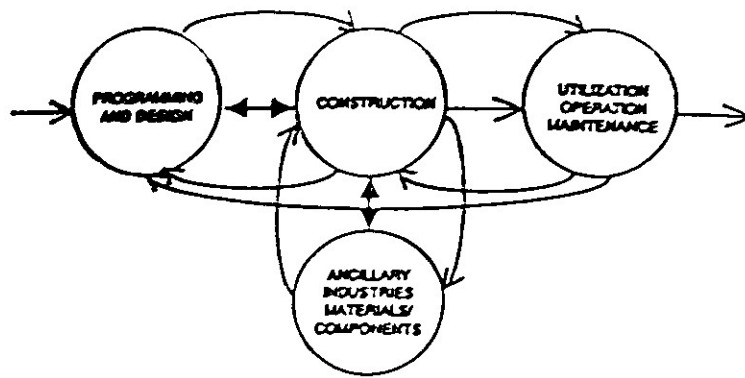 PROGRAMMING
AND DESIGN
CONSTRUCTION
UTILIZATION
OPERATION
MAINTENANCE
ANCILLARY
INDUSTRIES
MATERIALS/
COMPONENTS